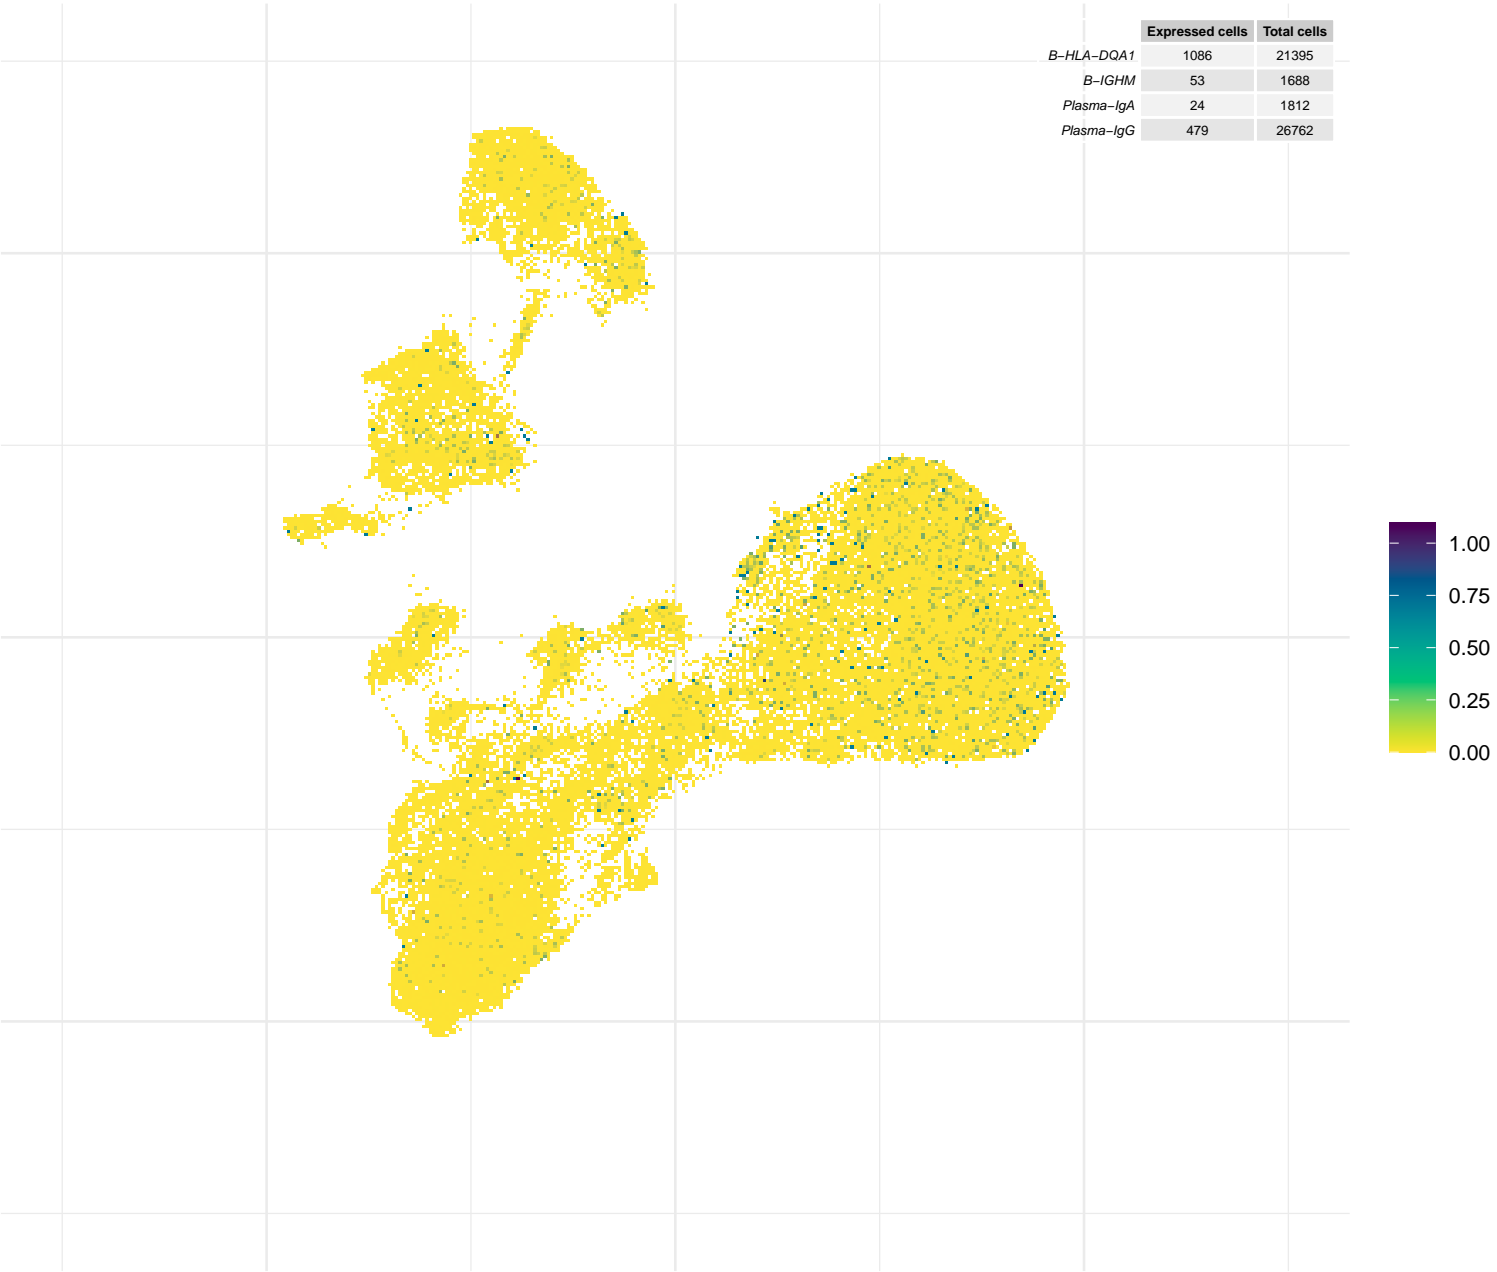 Expressed cells Total cells
B−HLA−DQA1 1086 21395
B−IGHM 53 1688
Plasma−IgA 24 1812
Plasma−IgG 479 26762
1.00
0.75
0.50
0.25
0.00